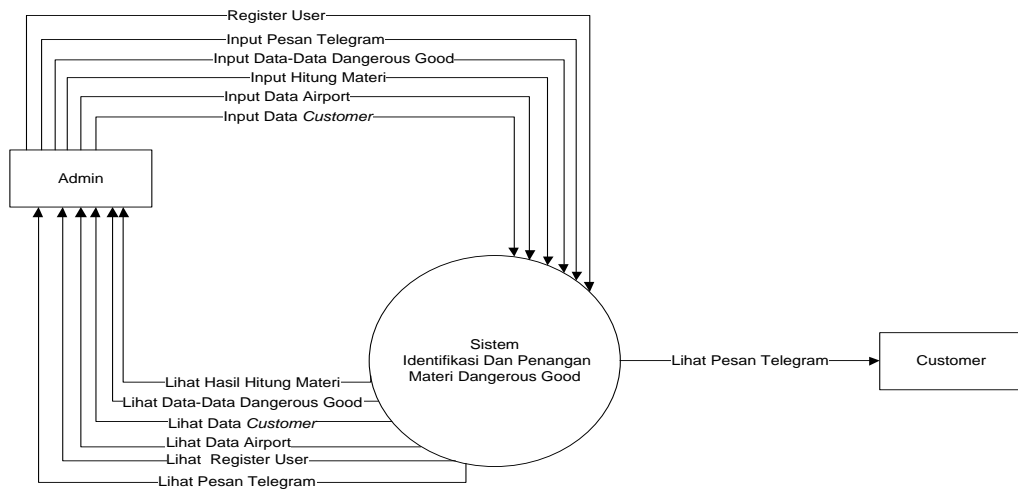 Register User
Input Pesan Telegram
Input Data-Data Dangerous Good
Input Hitung Materi
Input Data Airport
Input Data Customer
Admin
Sistem
Identifikasi Dan Penangan
Materi Dangerous Good
Lihat Pesan Telegram
Customer
Lihat Hasil Hitung Materi
Lihat Data-Data Dangerous Good
Lihat Data Customer
Lihat Data Airport
Lihat Register User
Lihat Pesan Telegram